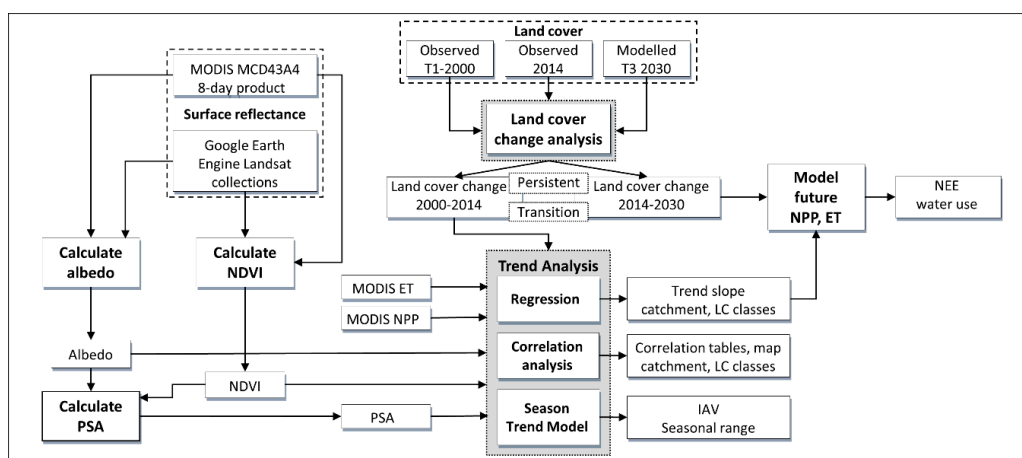 Land cover
Observed
T1-2000
Observed
2014
Modelled
T3 2030
MODIS MCD43A4
8-day product
Surface reflectance
Google Earth
Engine Landsat
collections
Land cover
change analysis
Land cover change
2000-2014
Persistent
Transition
Land cover change
2014-2030
Model
future
NPP, ET
NEE
water use
Calculate
albedo
Calculate
NDVI
Trend Analysis
MODIS ET
MODIS NPP
Regression
Trend slope
catchment, LC classes
Albedo
Correlation
analysis
Correlation tables, map
catchment, LC classes
NDVI
Calculate
PSA
PSA
Season
Trend Model
IAV
Seasonal range